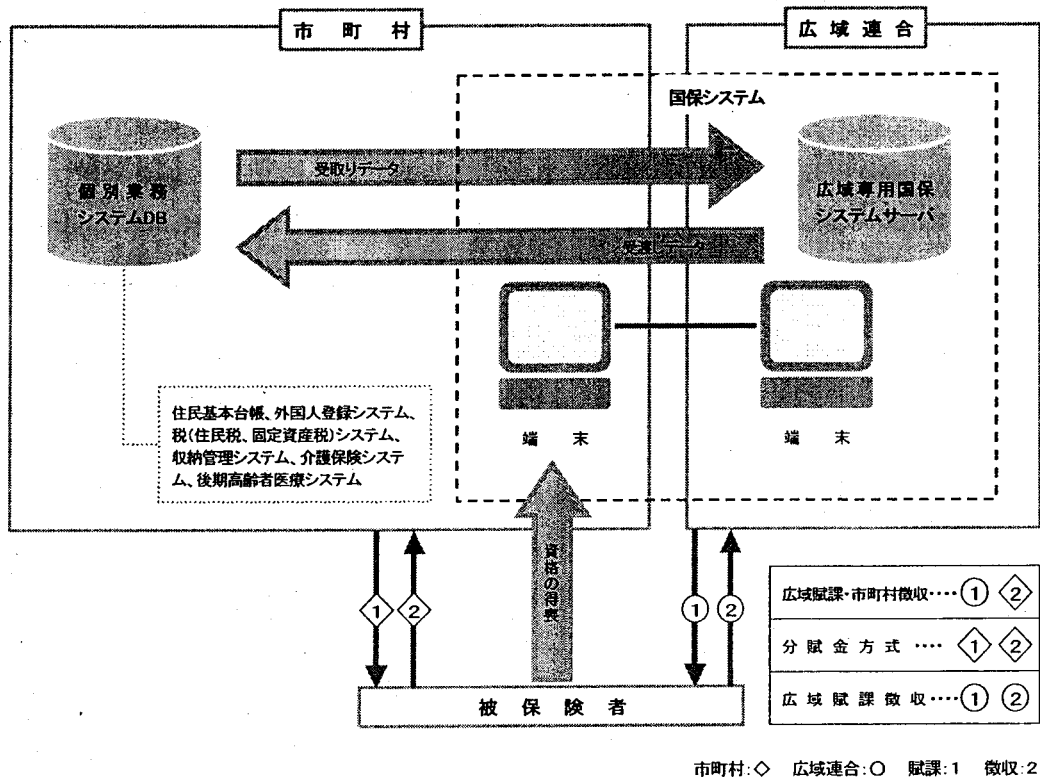 市町村
広域連合
国保システム
個別業務
システムDB
受取りデータ
広域専用国保
システムサーバ
受渡しデータ
端末
端末
住民基本台帳、外国人登録システム、
税(住民税、固定資産税)システム、
収納管理システム、介護保険システ
ム、後期高齢者医療システム
資格の得喪
1
2
1
2
広域賦課・市町村徴収‥‥① 2
分賦金方式‥‥ 1 2
広域賦課徴収‥‥① ②
被保険者
市町村:◇ 広域連合:○ 賦課:1 徴収:2